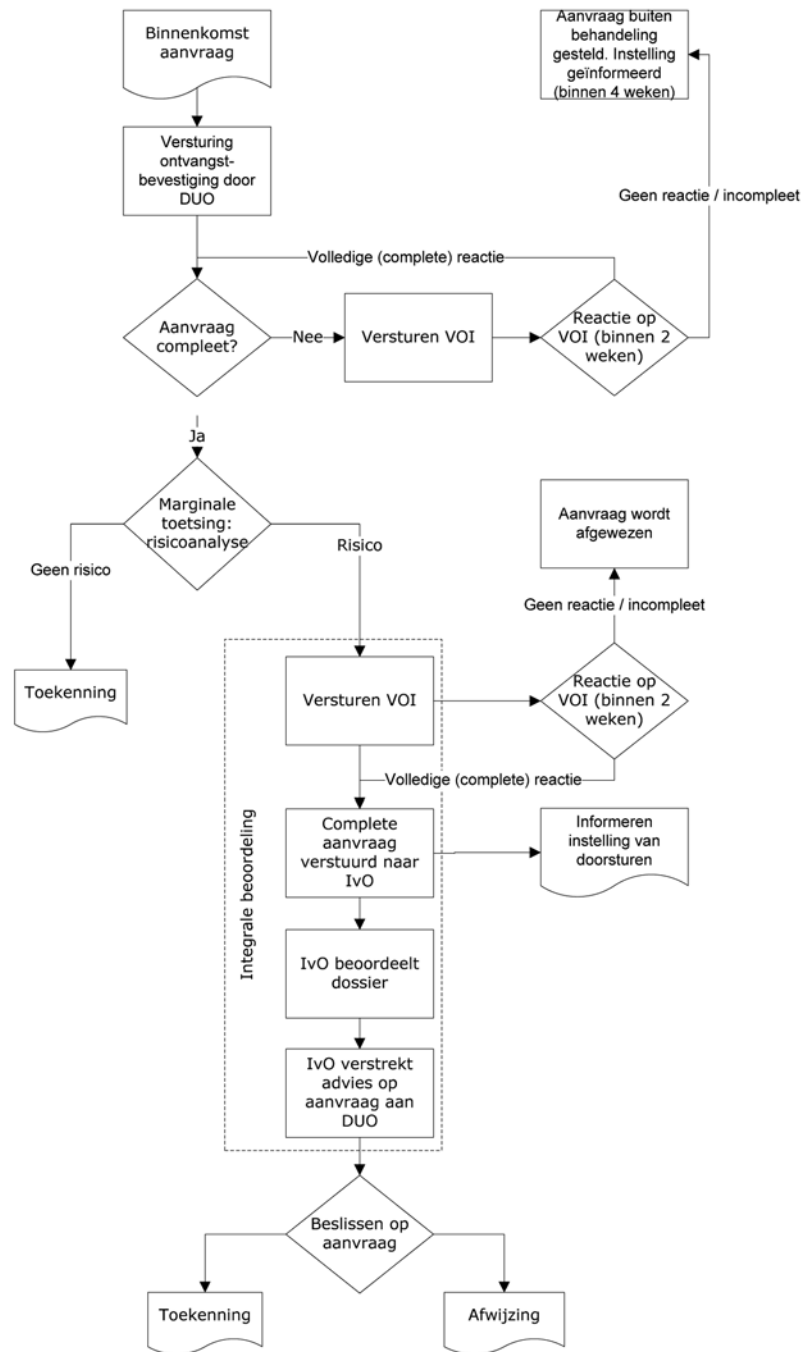 Binnenkomst
aanvraag
Aanvraag buiten
behandeling
gesteld. Instelling
geïnformeerd
(binnen 4 weken)
Versturing
ontvangst-
bevestiging door
DUO
Geen reactie / incompleet
Volledige (complete) reactie
Aanvraag
compleet?
Nee
Versturen VOI
Reactie op
VOI (binnen 2
weken)
Ja
Marginale
toetsing:
risicoanalyse
Aanvraag wordt
afgewezen
Geen risico
Risico
Geen reactie / incompleet
Toekenning
Versturen VOI
Reactie op
VOI (binnen 2
weken)
Volledige (complete) reactie
Integrale beoordeling
Complete
aanvraag
verstuurd naar
IvO
Informeren
instelling van
doorsturen
IvO beoordeelt
dossier
IvO verstrekt
advies op
aanvraag aan
DUO
Beslissen op
aanvraag
Toekenning
Afwijzing